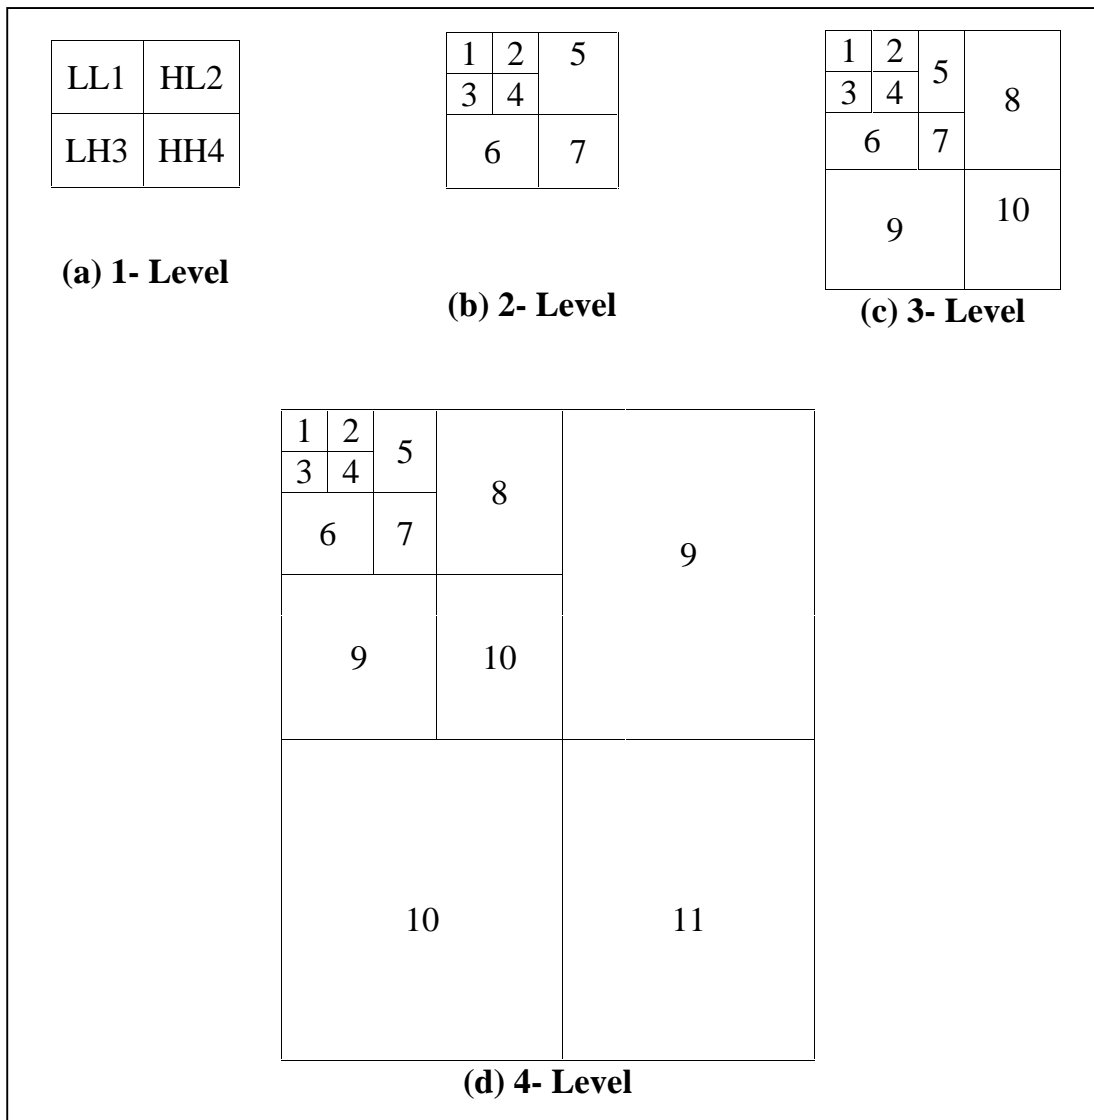 LL1 HL2
LH3 HH4
(a) 1- Level
1 2 5
3 4
6 7
(b) 2- Level
1 2 5 8
3 4
6 7
9 10
(c) 3- Level
1 2 5 8 9
3 4
6 7
9 10
10 11
(d) 4- Level